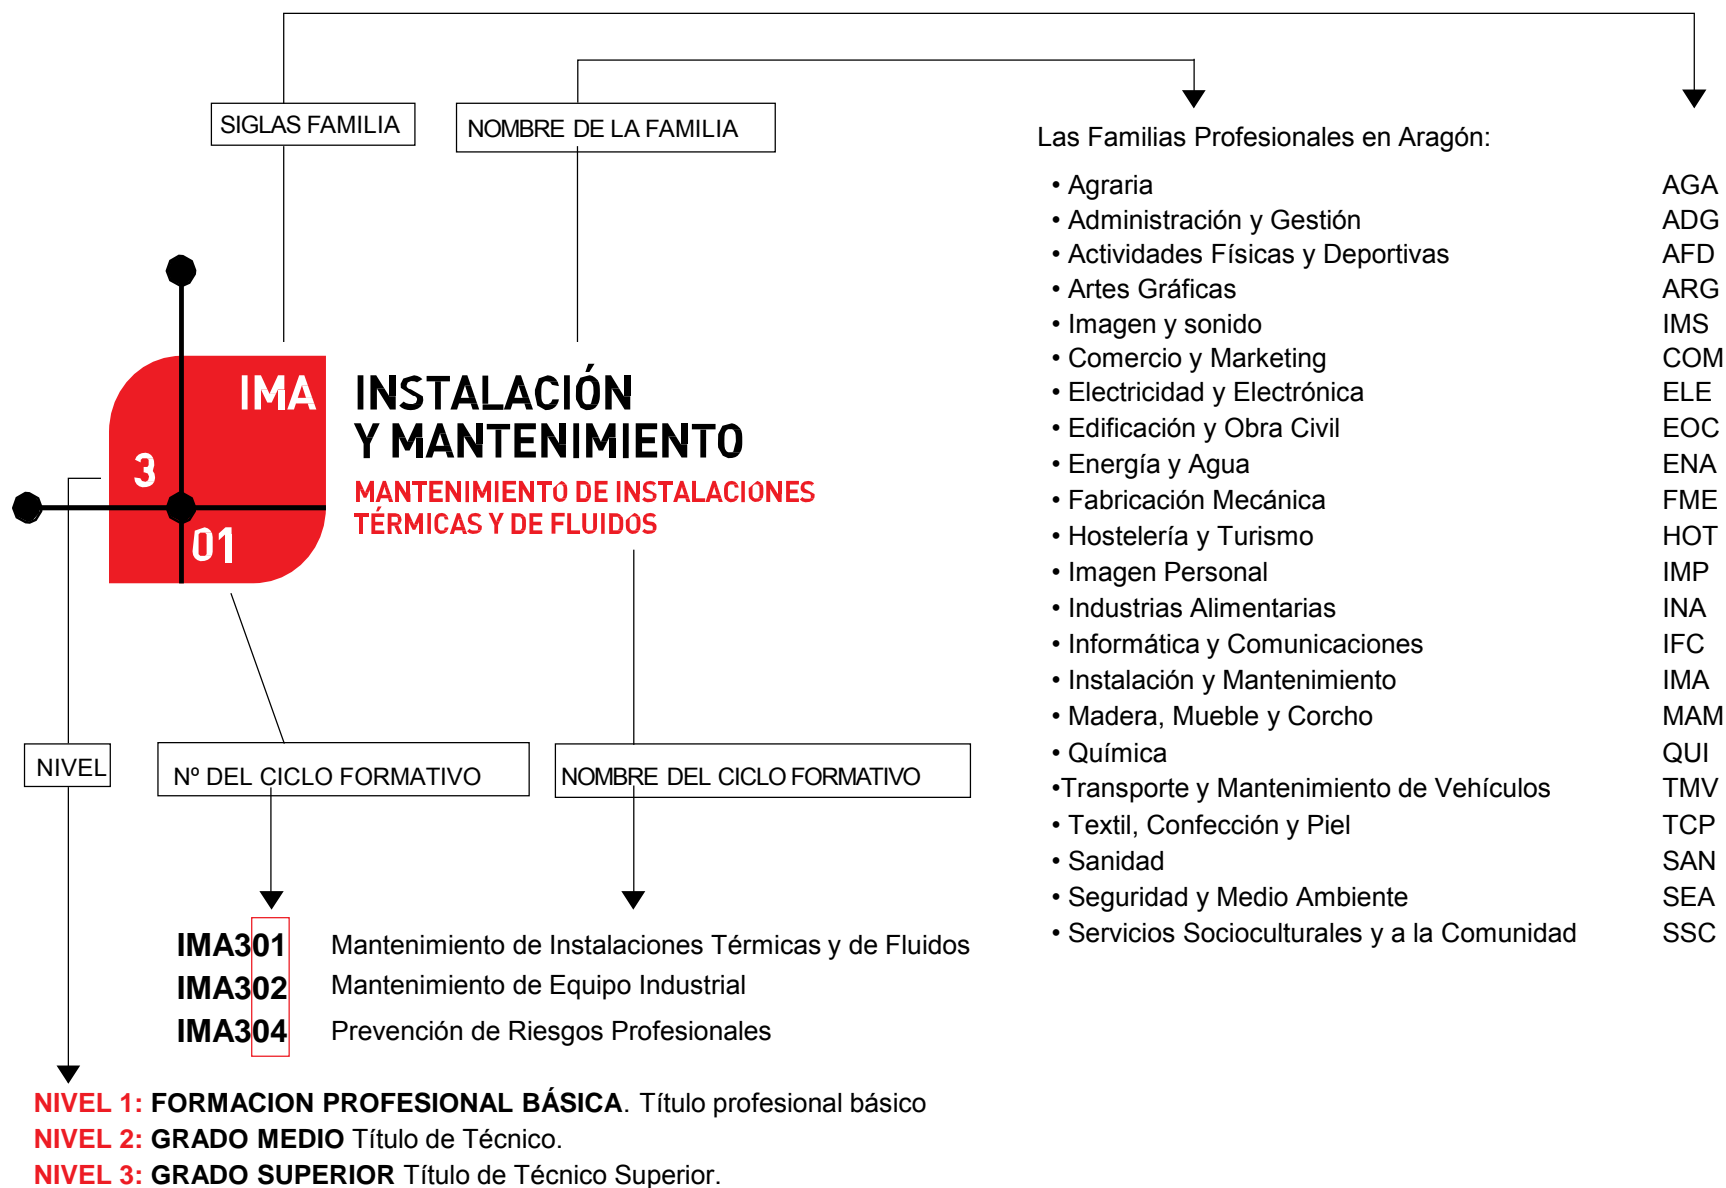 SIGLAS FAMILIA
NOMBRE DE LA FAMILIA
IMA
3
01
INSTALACIÓN
Y MANTENIMIENTO
MANTENIMIENTO DE INSTALACIONES
TÉRMICAS Y DE FLUIDOS
NIVEL
Nº DEL CICLO FORMATIVO
NOMBRE DEL CICLO FORMATIVO
IMA301 Mantenimiento de Instalaciones Térmicas y de Fluidos
IMA302 Mantenimiento de Equipo Industrial
IMA304 Prevención de Riesgos Profesionales
NIVEL 1: FORMACION PROFESIONAL BÁSICA. Título profesional básico
NIVEL 2: GRADO MEDIO Título de Técnico.
NIVEL 3: GRADO SUPERIOR Título de Técnico Superior.
Las Familias Profesionales en Aragón:
• Agraria AGA
• Administración y Gestión ADG
• Actividades Físicas y Deportivas AFD
• Artes Gráficas ARG
• Imagen y sonido IMS
• Comercio y Marketing COM
• Electricidad y Electrónica ELE
• Edificación y Obra Civil EOC
• Energía y Agua ENA
• Fabricación Mecánica FME
• Hostelería y Turismo HOT
• Imagen Personal IMP
• Industrias Alimentarias INA
• Informática y Comunicaciones IFC
• Instalación y Mantenimiento IMA
• Madera, Mueble y Corcho MAM
• Química QUI
•Transporte y Mantenimiento de Vehículos TMV
• Textil, Confección y Piel TCP
• Sanidad SAN
• Seguridad y Medio Ambiente SEA
• Servicios Socioculturales y a la Comunidad SSC